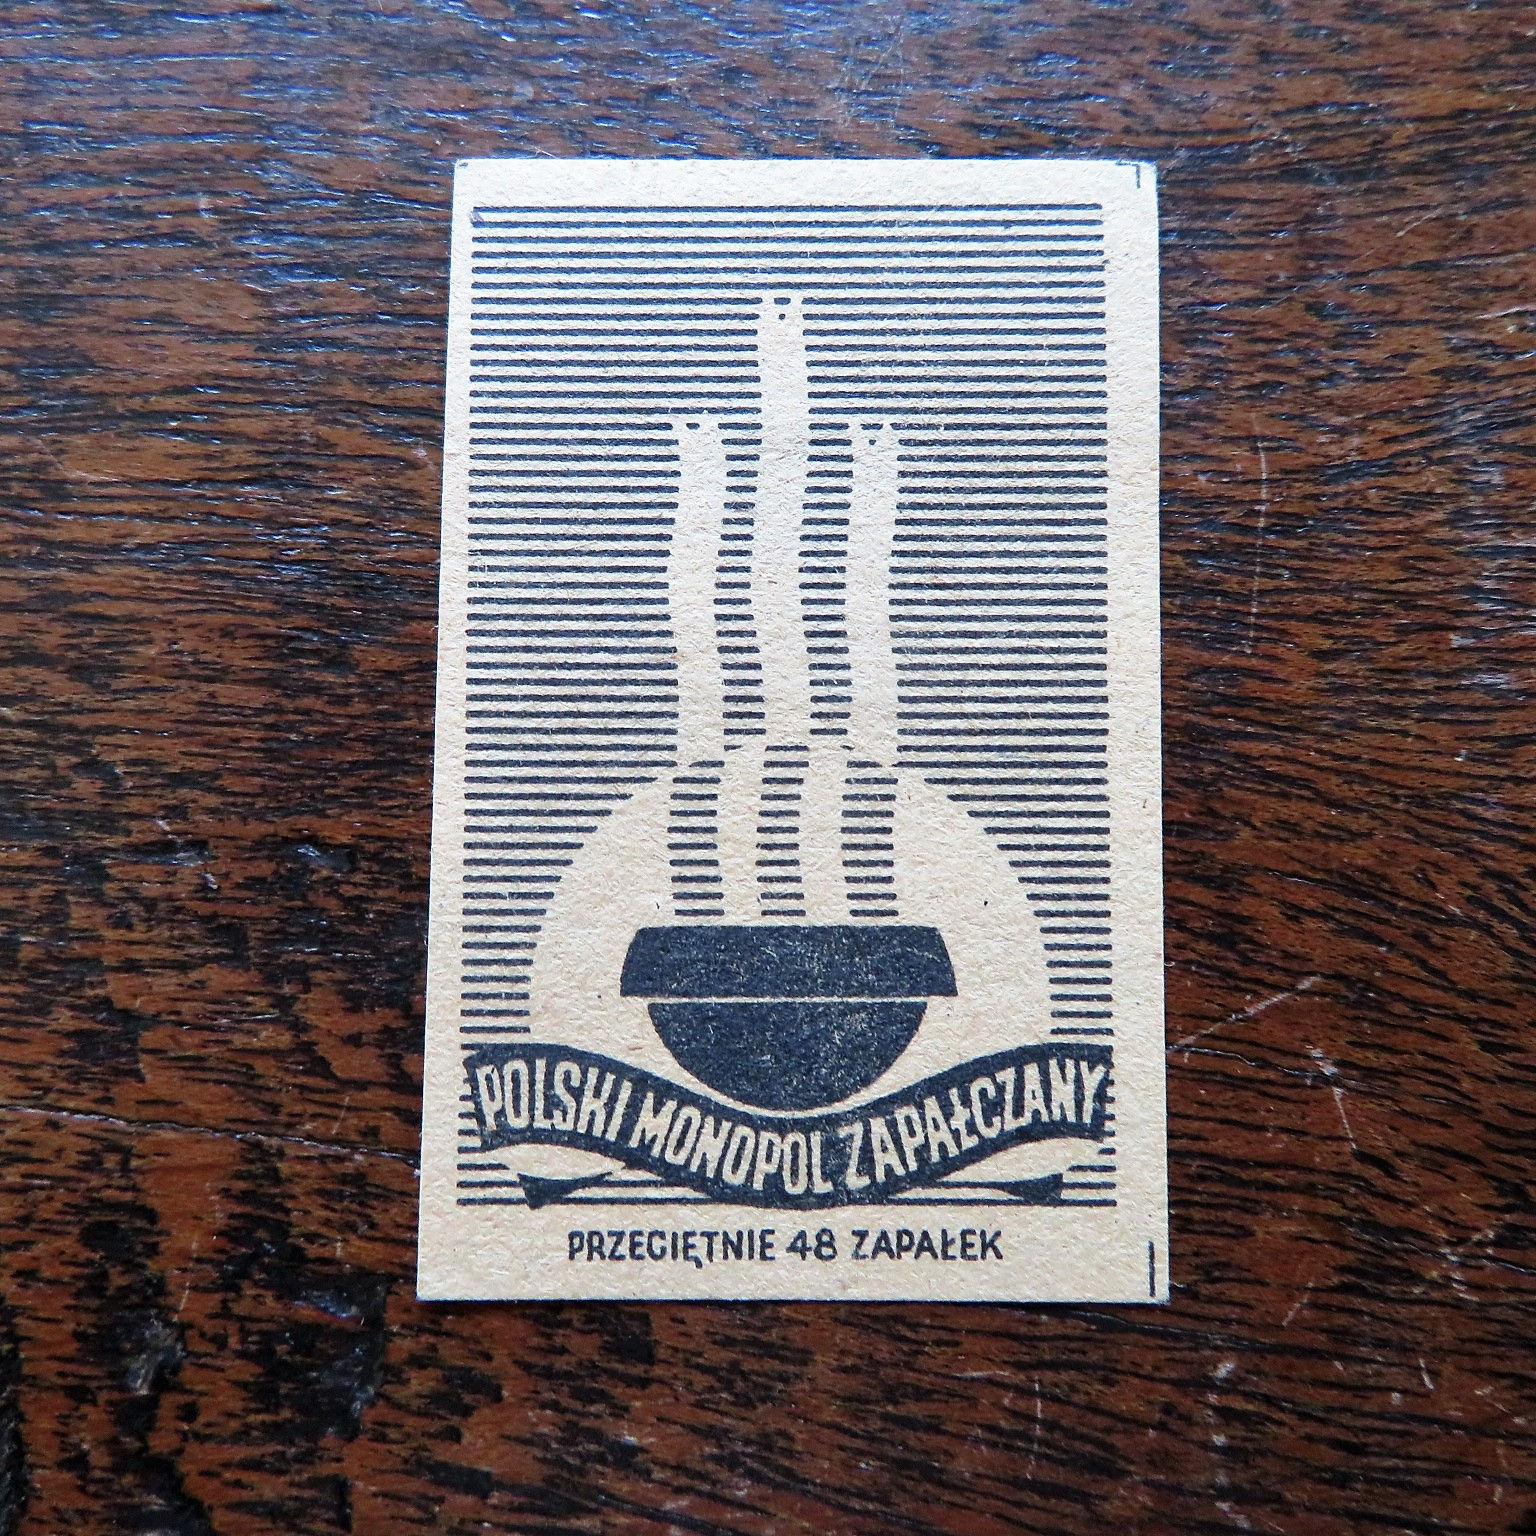 POLSKI MONOPOL ZAPAŁCZANY
PRZECIĘTNIE 48 ZAPAŁEK